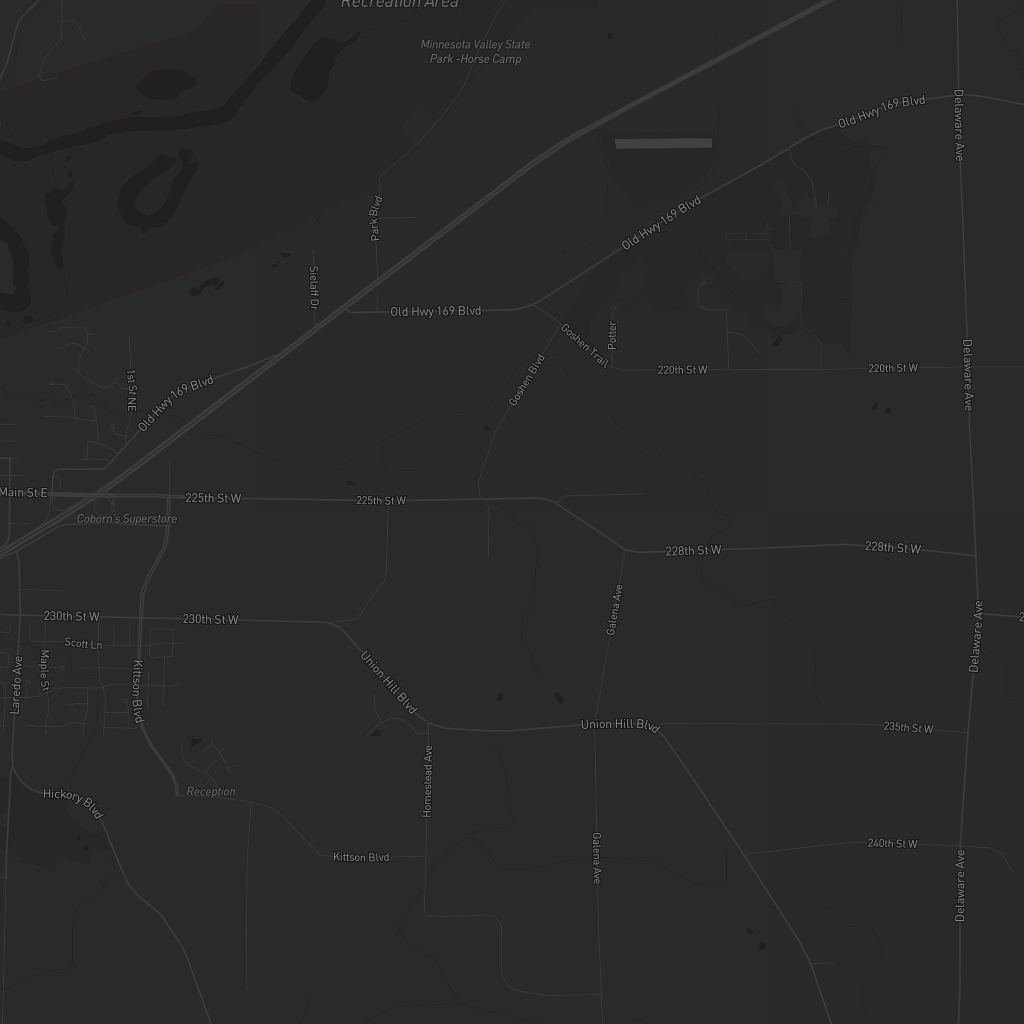 Recreation Area
Minnesota Valley State
Park -Horse Camp
Old Hwy 169 Blvd
Delaware Ave
Park Blvd
Old Hwy 169 Blvd
Sielaff Dr
Old Hwy 169 Blvd
Potter
Goshen Trail
Goshen Blvd
220th St W
220th St W
Delaware Ave
1st St NE
Old Hwy 169 Blvd
Main St E
225th St W
225th St W
Coborn's Superstore
228th St W
228th St W
Galena Ave
230th St W
230th St W
Delaware Ave
Scott Ln
Maple St
Laredo Ave
Kittson Blvd
Union Hill Blvd
Union Hill Blvd
235th St W
Homestead Ave
Reception
Hickory Blvd
Kittson Blvd
Galena Ave
240th St W
Delaware Ave